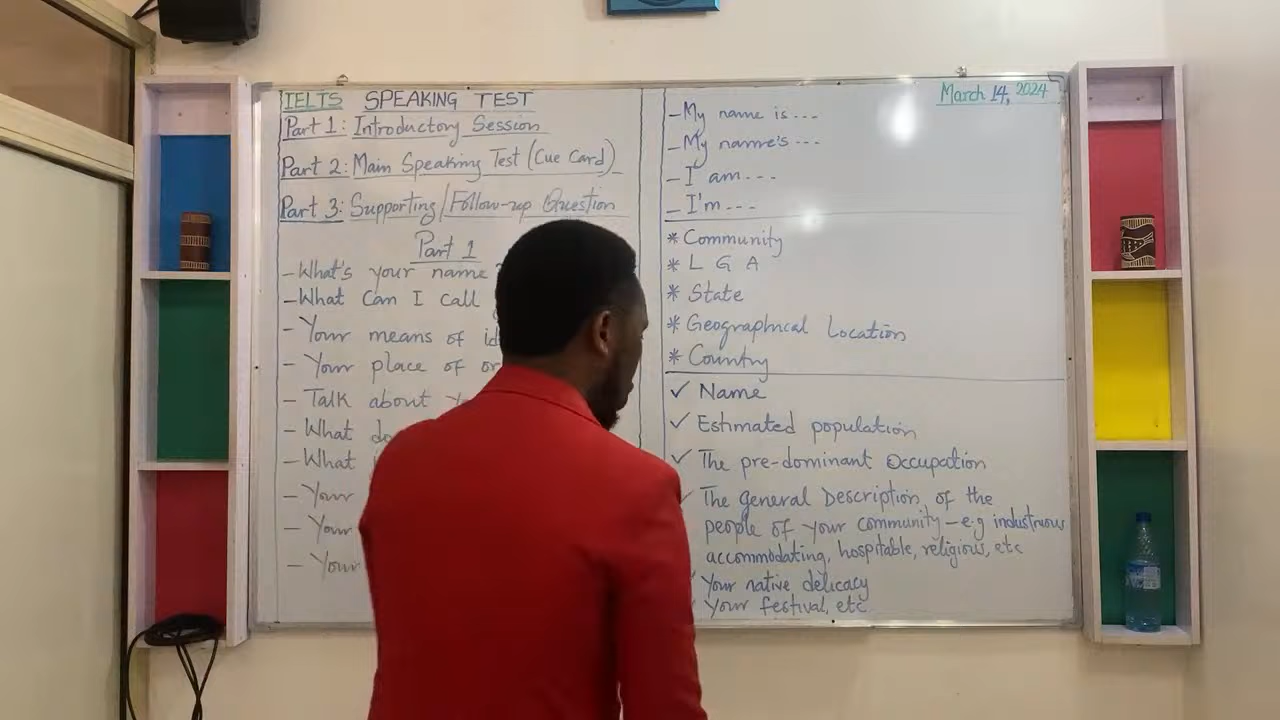 IELTS SPEAKING TEST
Part 1: Introductory Session
Part 2: Main Speaking Test (Cue Card)
Part 3: Supporting/Follow-up Question
Part 1
- What's your name
- What Can I call
- Your means of
- Your place of
- Talk about
- What
- What
- Your
- Your
- Your
March 14, 2024
- My name is ---
- My name's ---
- I am ---
- I'm ---
* Community
* L G A
* State
* Geographical Location
* Country
✓ Name
✓ Estimated population
✓ The pre-dominant Occupation
✓ The general Description of the
people of your community - e.g industruous
accommodating, hospitable, religious, etc
Your native delicacy
Your festival, etc